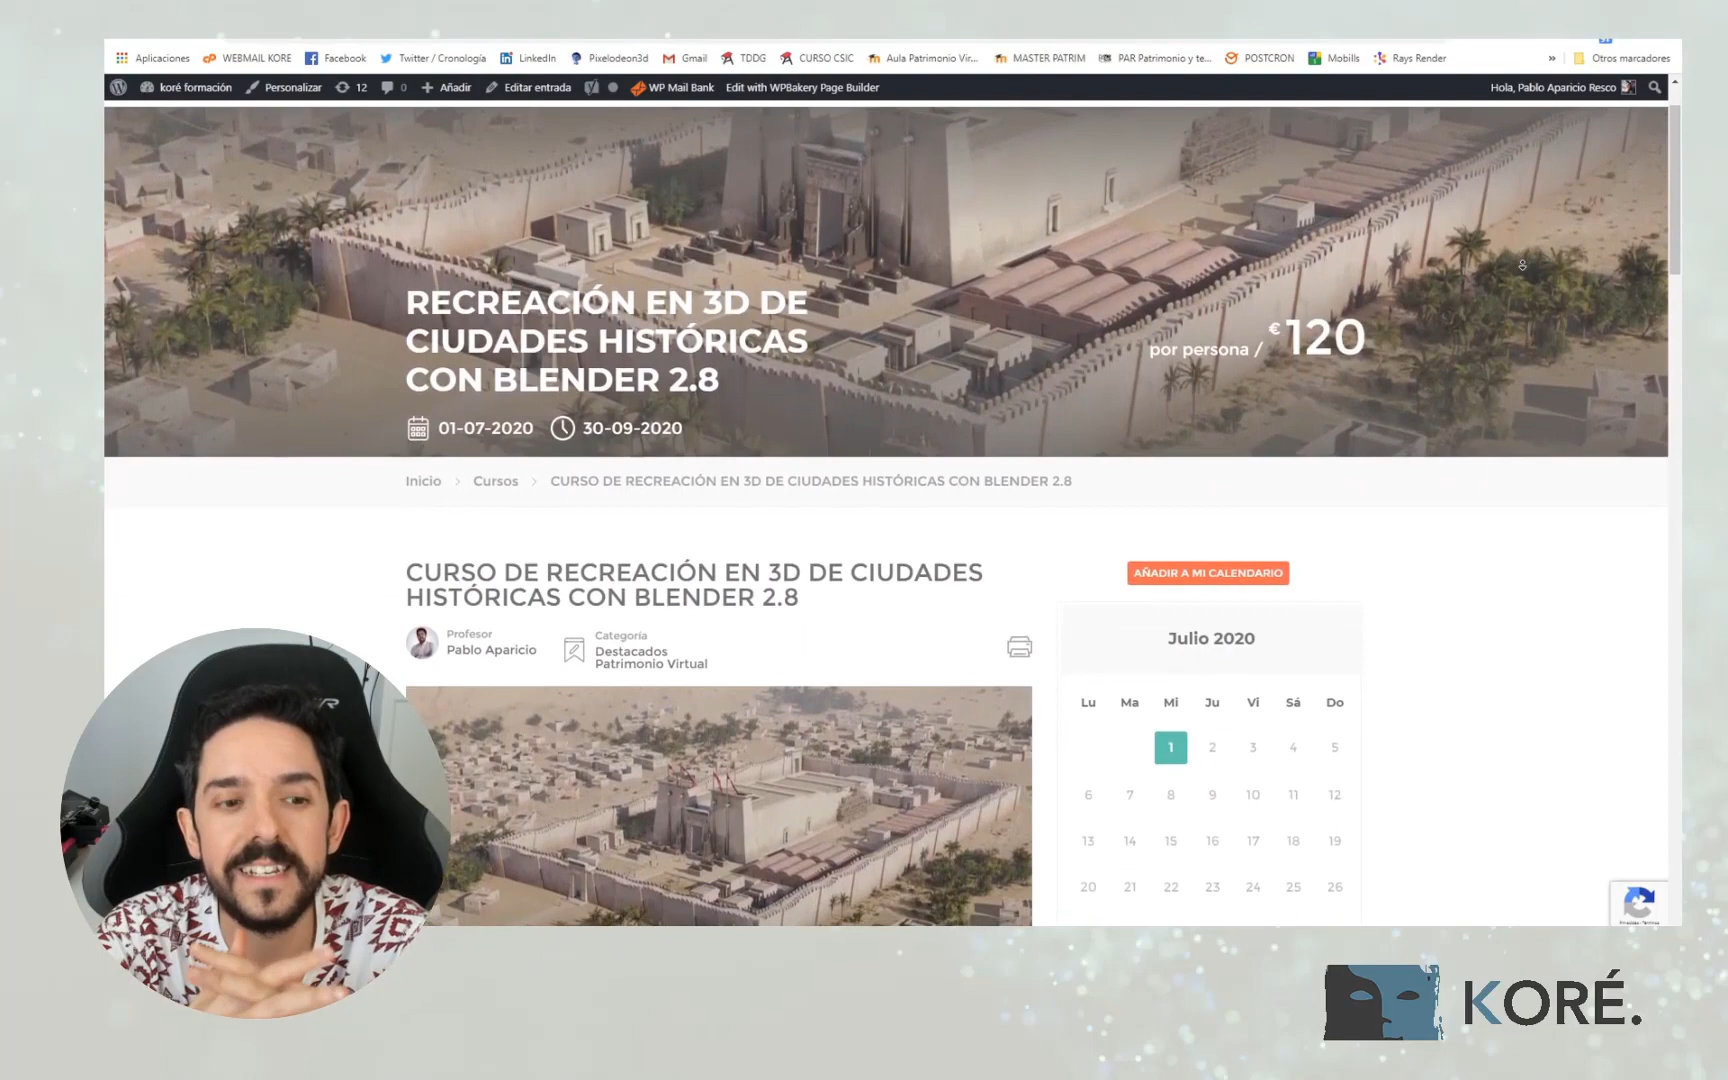 Aplicaciones WEBMAIL KORE Facebook Twitter / Cronología LinkedIn Pixelodeon3d Gmail TDDG CURSO CSIC Aula Patrimonio Vir... MASTER PATRIM PAR Patrimonio y te... POSTCRON Mobills Rays Render » Otros marcadores
koré formación Personalizar 12 0 Añadir Editar entrada WP Mail Bank Edit with WPBakery Page Builder Hola, Pablo Aparicio Resco
RECREACIÓN EN 3D DE
CIUDADES HISTÓRICAS
CON BLENDER 2.8
por persona / € 120
01-07-2020 30-09-2020
Inicio > Cursos > CURSO DE RECREACIÓN EN 3D DE CIUDADES HISTÓRICAS CON BLENDER 2.8
CURSO DE RECREACIÓN EN 3D DE CIUDADES
HISTÓRICAS CON BLENDER 2.8
Profesor
Pablo Aparicio
Categoría
Destacados
Patrimonio Virtual
AÑADIR A MI CALENDARIO
Julio 2020
Lu Ma Mi Ju Vi Sá Do
1 2 3 4 5
6 7 8 9 10 11 12
13 14 15 16 17 18 19
20 21 22 23 24 25 26
KORÉ.